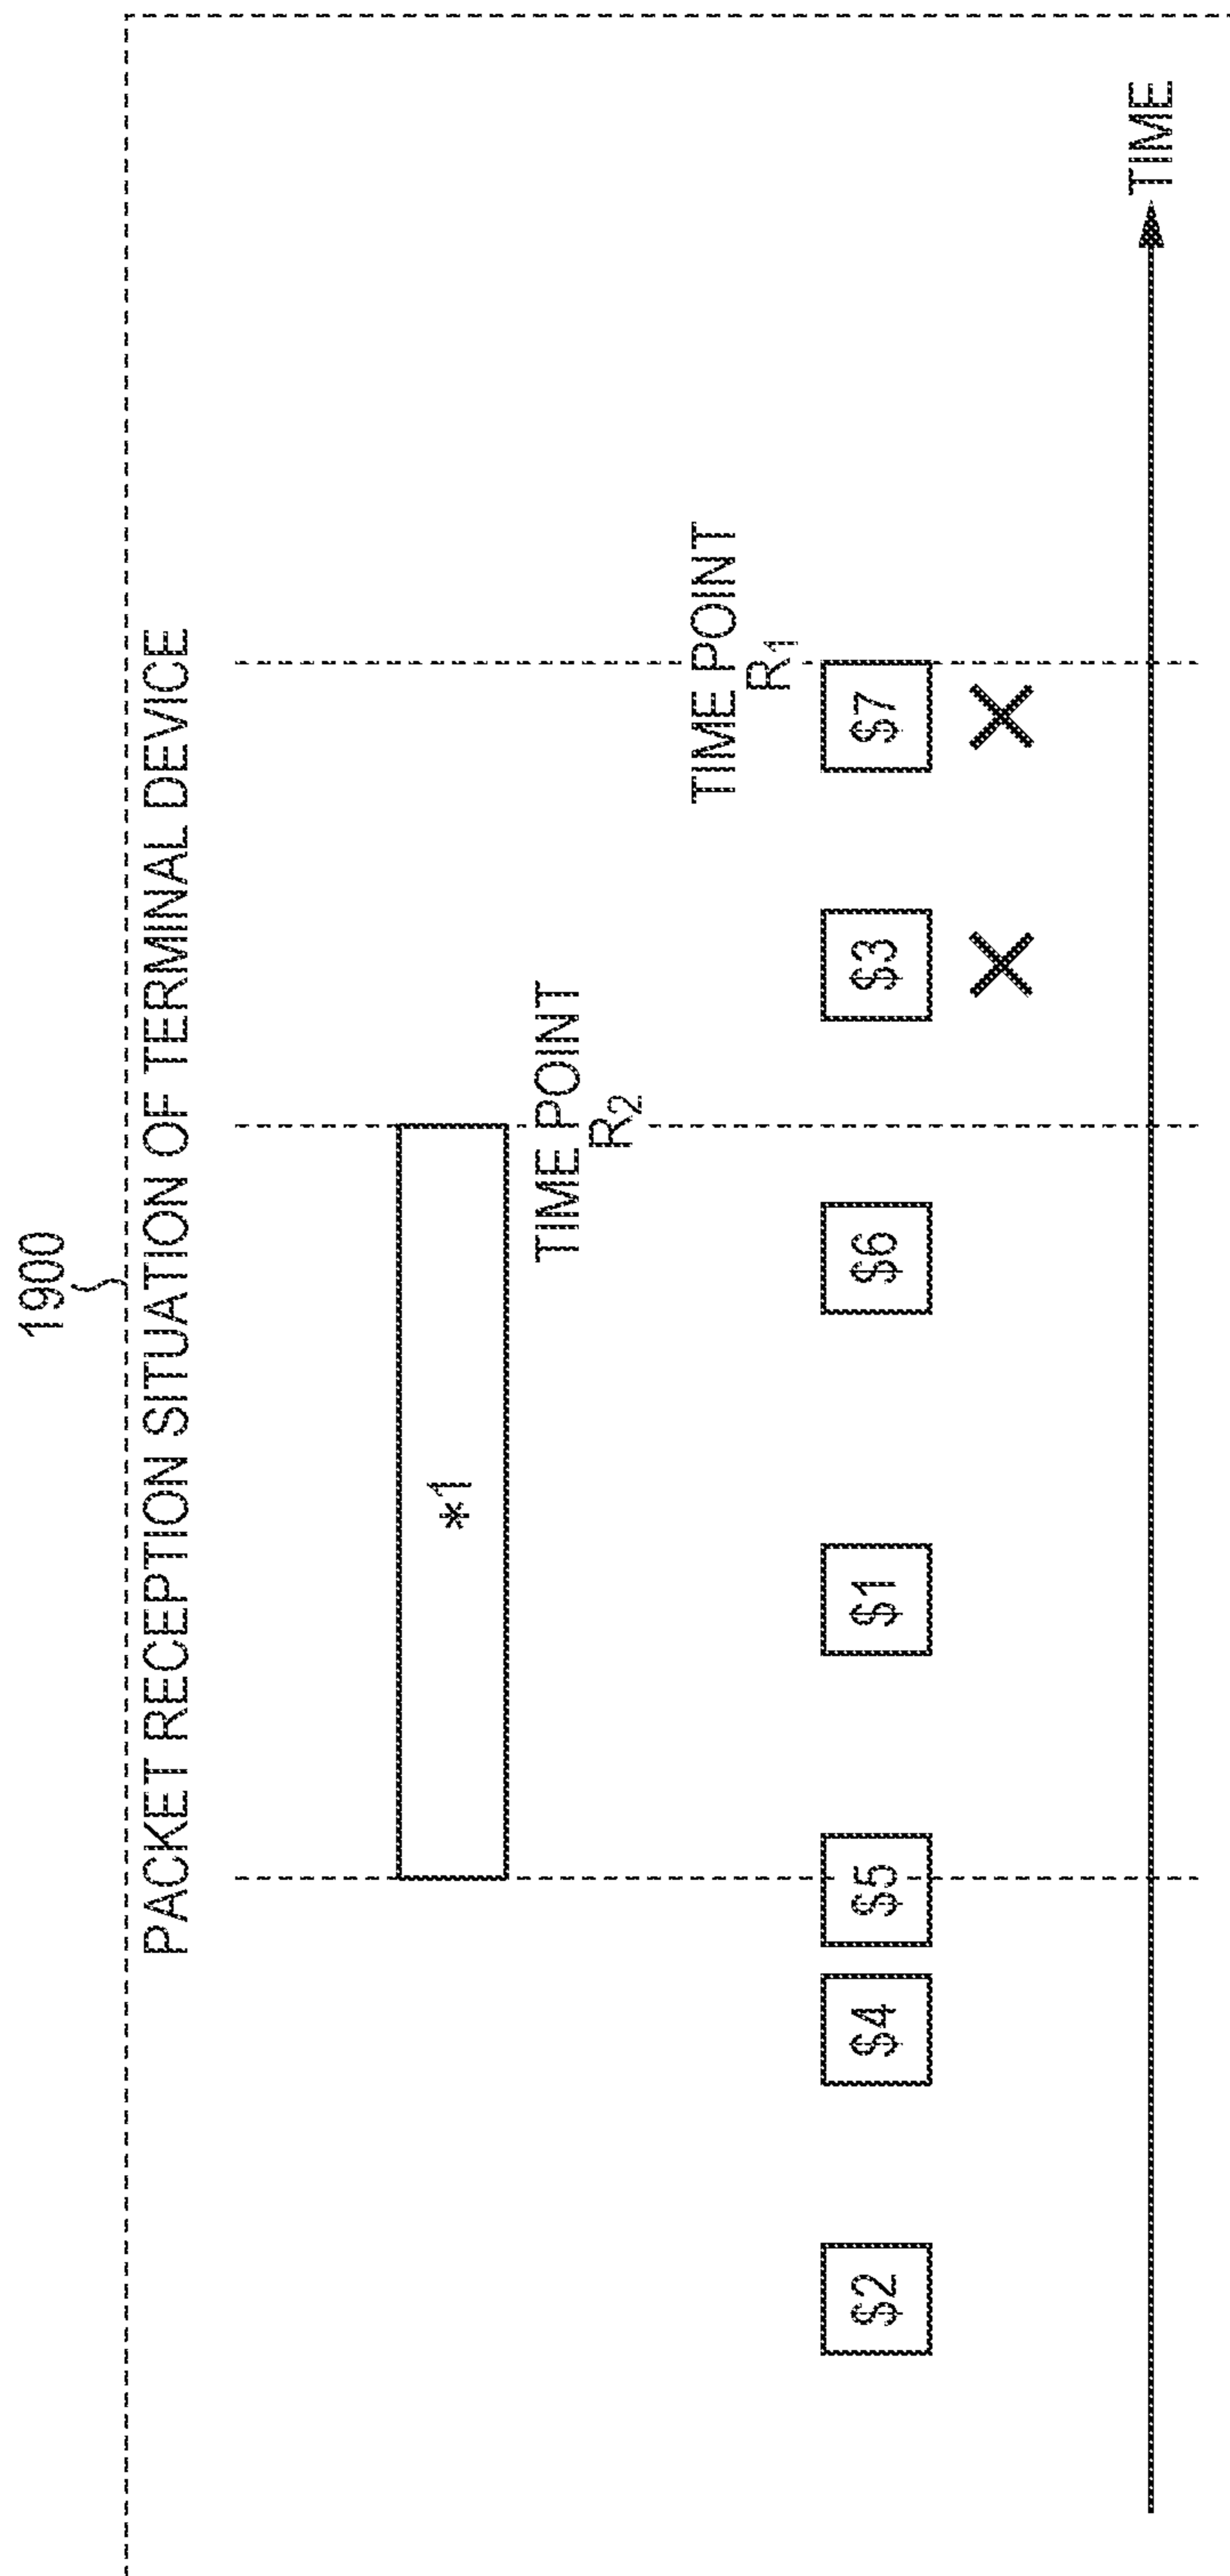 1900
PACKET RECEPTION SITUATION OF TERMINAL DEVICE
*1
TIME POINT
R2
TIME POINT
R1
$2
$4
$5
$1
$6
$3
$7
TIME